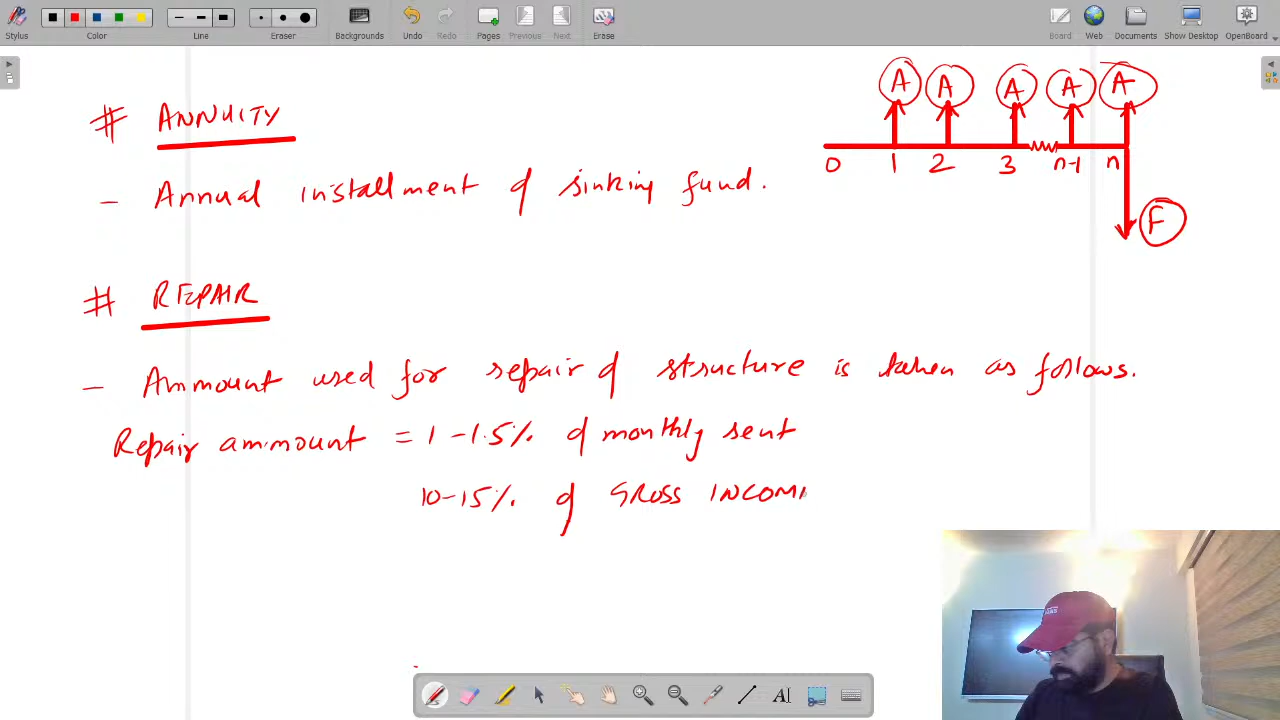 Stylus Color Line Eraser Backgrounds Undo Redo Pages Previous Next Erase Board Web Documents Show Desktop OpenBoard
# ANNUITY
A A A A A
0 1 2 3 n-1 n
- Annual installment of sinking fund.
F
# REPAIR
- Ammount used for repair of structure is taken as follows.
Repair ammount = 1-1.5% of monthly sent
10-15% of GROSS INCOM
A